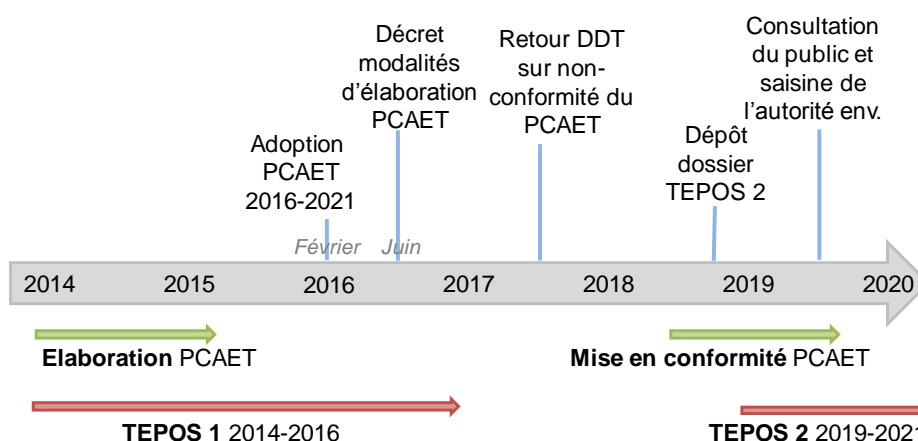 Décret
modalités
d'élaboration
PCAET
Retour DDT
sur non-
conformité du
PCAET
Consultation
du public et
saisine de
l'autorité env.
Adoption
PCAET
2016-2021
Dépôt
dossier
TEPOS 2
Février Juin
2014 2015 2016 2017 2018 2019 2020
Elaboration PCAET
Mise en conformité PCAET
TEPOS 1 2014-2016
TEPOS 2 2019-2021